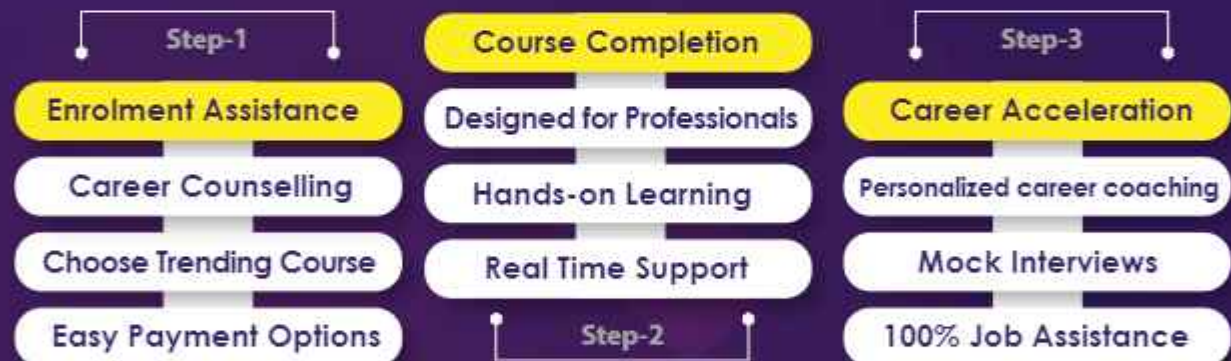 Step-1
Enrolment Assistance
Career Counselling
Choose Trending Course
Easy Payment Options
Course Completion
Designed for Professionals
Hands-on Learning
Real Time Support
Step-2
Step-3
Career Acceleration
Personalized career coaching
Mock Interviews
100% Job Assistance